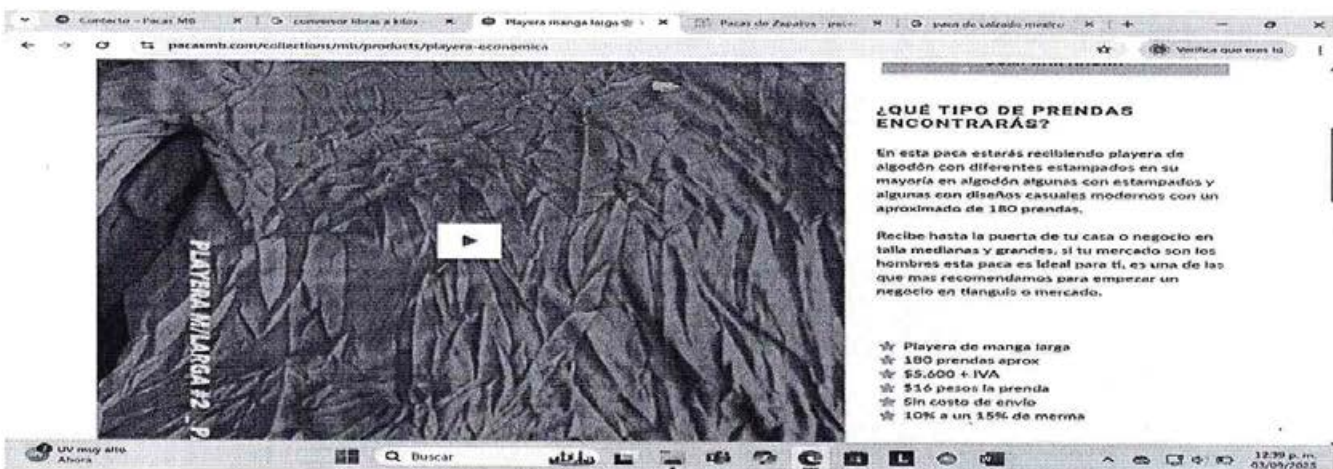 Contacto - Pacas MB
conversor libras a kilos -
Playera manga larga
Pacas de Zapatos - paca
paca de calzado mexico
pacasmb.com/collections/mb/products/playera-economica
Verifica que eres tú
PLAYERA M/LARGA #2 _P
¿QUÉ TIPO DE PRENDAS
ENCONTRARÁS?
En esta paca estarás recibiendo playera de
algodón con diferentes estampados en su
mayoría en algodón algunas con estampados y
algunas con diseños casuales modernos con un
aproximado de 180 prendas.
Recibe hasta la puerta de tu casa o negocio en
talla medianas y grandes, si tu mercado son los
hombres esta paca es ideal para ti, es una de las
que mas recomendamos para empezar un
negocio en tianguis o mercado.
Playera de manga larga
180 prendas aprox
$5,600 + IVA
$16 pesos la prenda
Sin costo de envío
10% a un 15% de merma
UV muy alto
Ahora
Buscar
12:39 p. m.
03/09/2025